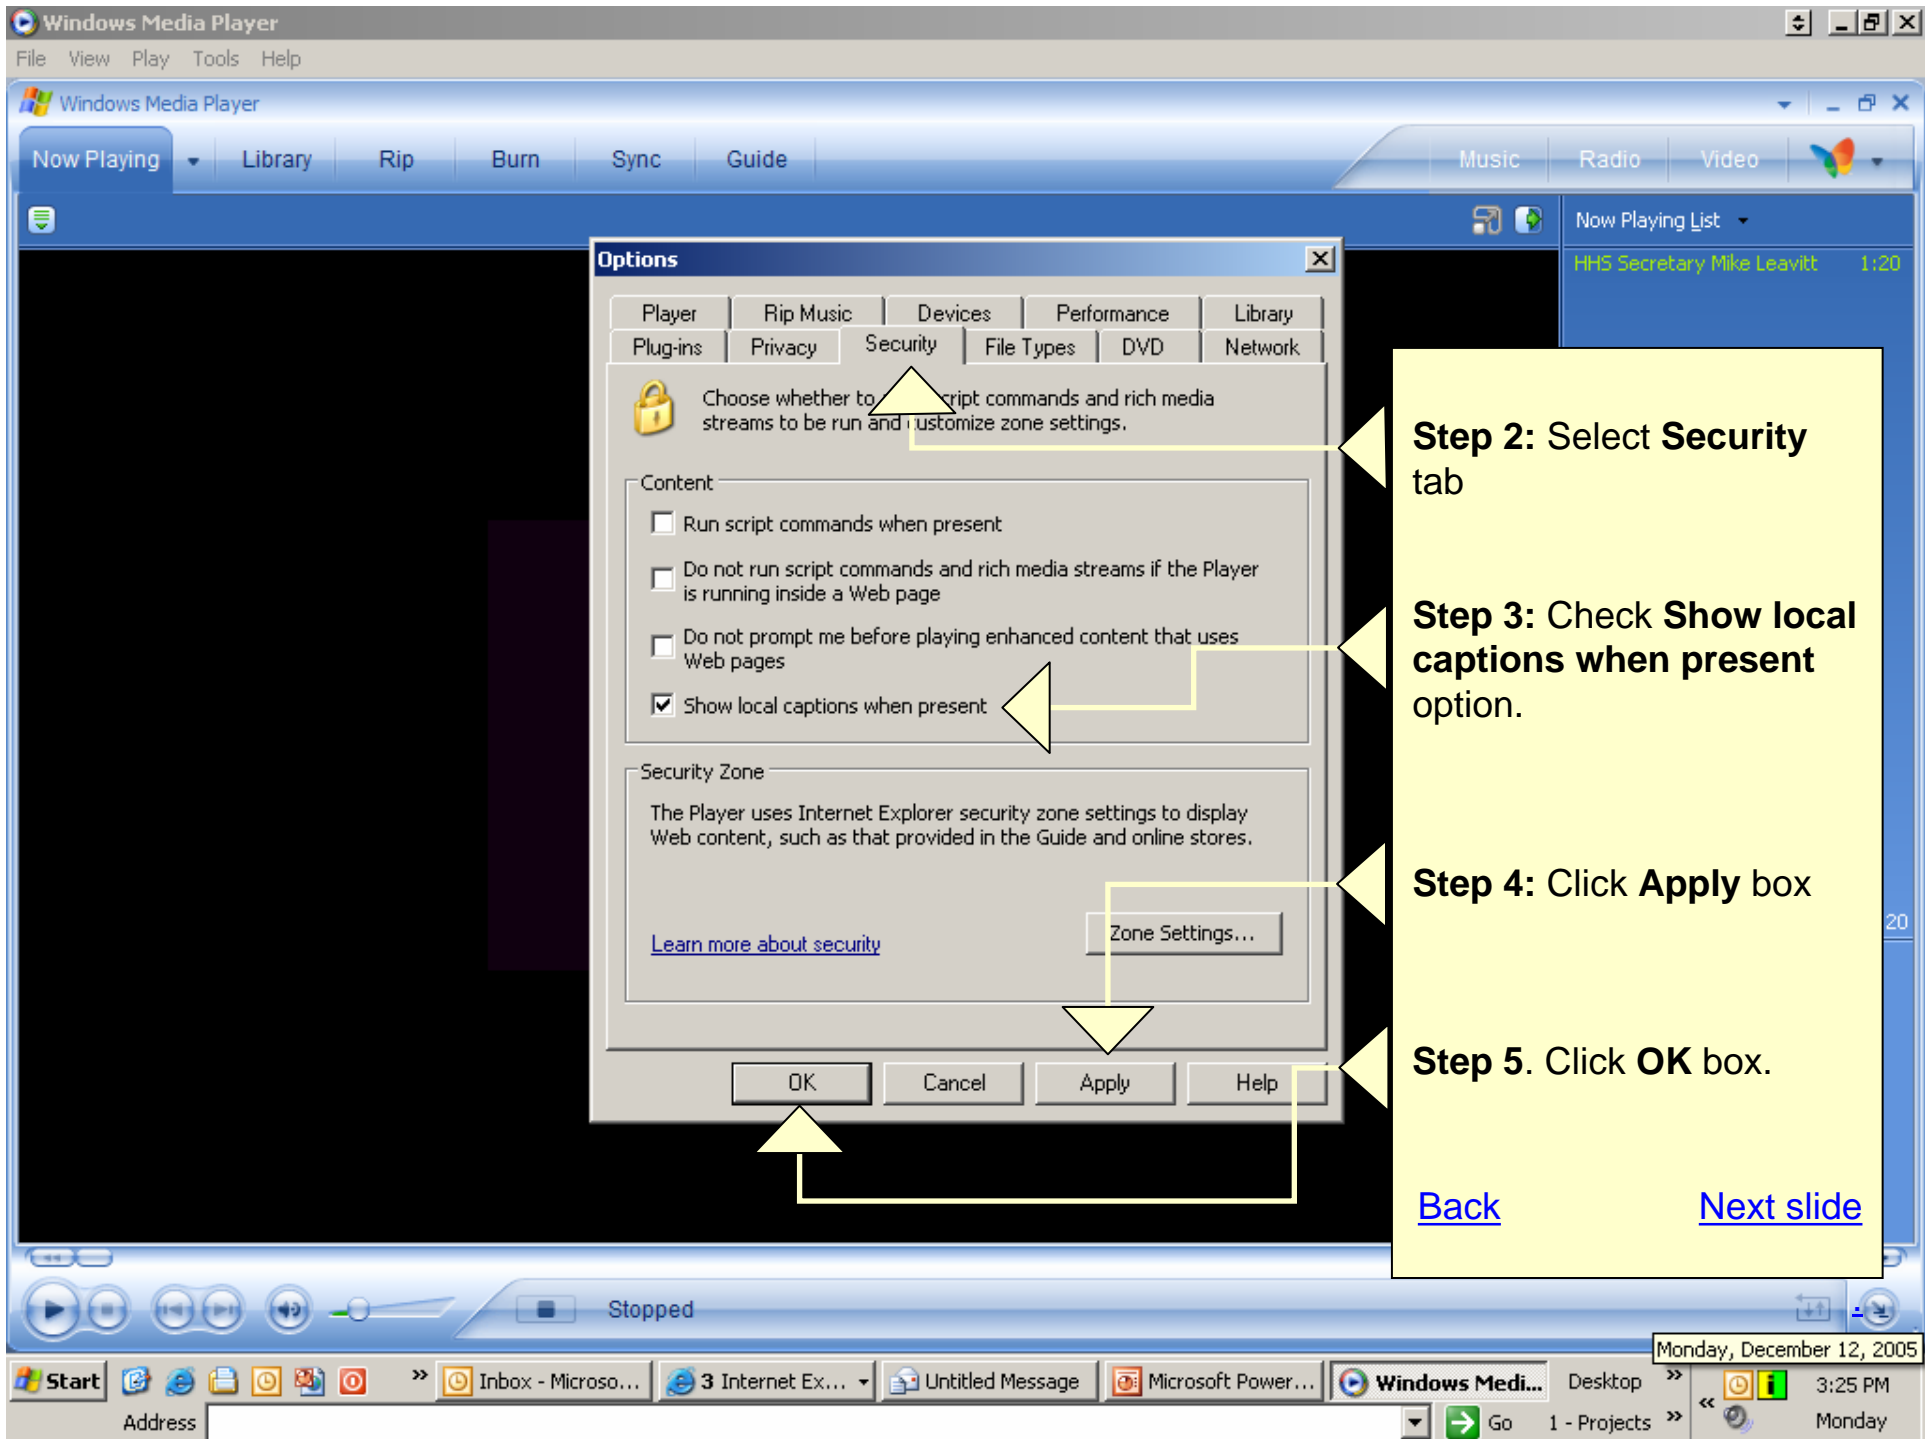 Windows Media Player
File View Play Tools Help
Windows Media Player
Now Playing Library Rip Burn Sync Guide Music Radio Video
Now Playing List
HHS Secretary Mike Leavitt 1:20
Options
Player Rip Music Devices Performance Library
Plug-ins Privacy Security File Types DVD Network
Choose whether to cript commands and rich media
streams to be run and customize zone settings.
Content
Run script commands when present
Do not run script commands and rich media streams if the Player
is running inside a Web page
Do not prompt me before playing enhanced content that uses
Web pages
Show local captions when present
Security Zone
The Player uses Internet Explorer security zone settings to display
Web content, such as that provided in the Guide and online stores.
Learn more about security
Zone Settings...
OK Cancel Apply Help
Step 2: Select Security
tab
Step 3: Check Show local
captions when present
option.
Step 4: Click Apply box
20
Step 5. Click OK box.
Back Next slide
Stopped
.
Monday, December 12, 2005
Start » Inbox - Microso... 3 Internet Ex... Untitled Message Microsoft Power... Windows Medi... Desktop » « 3:25 PM
Address Go 1 - Projects » Monday